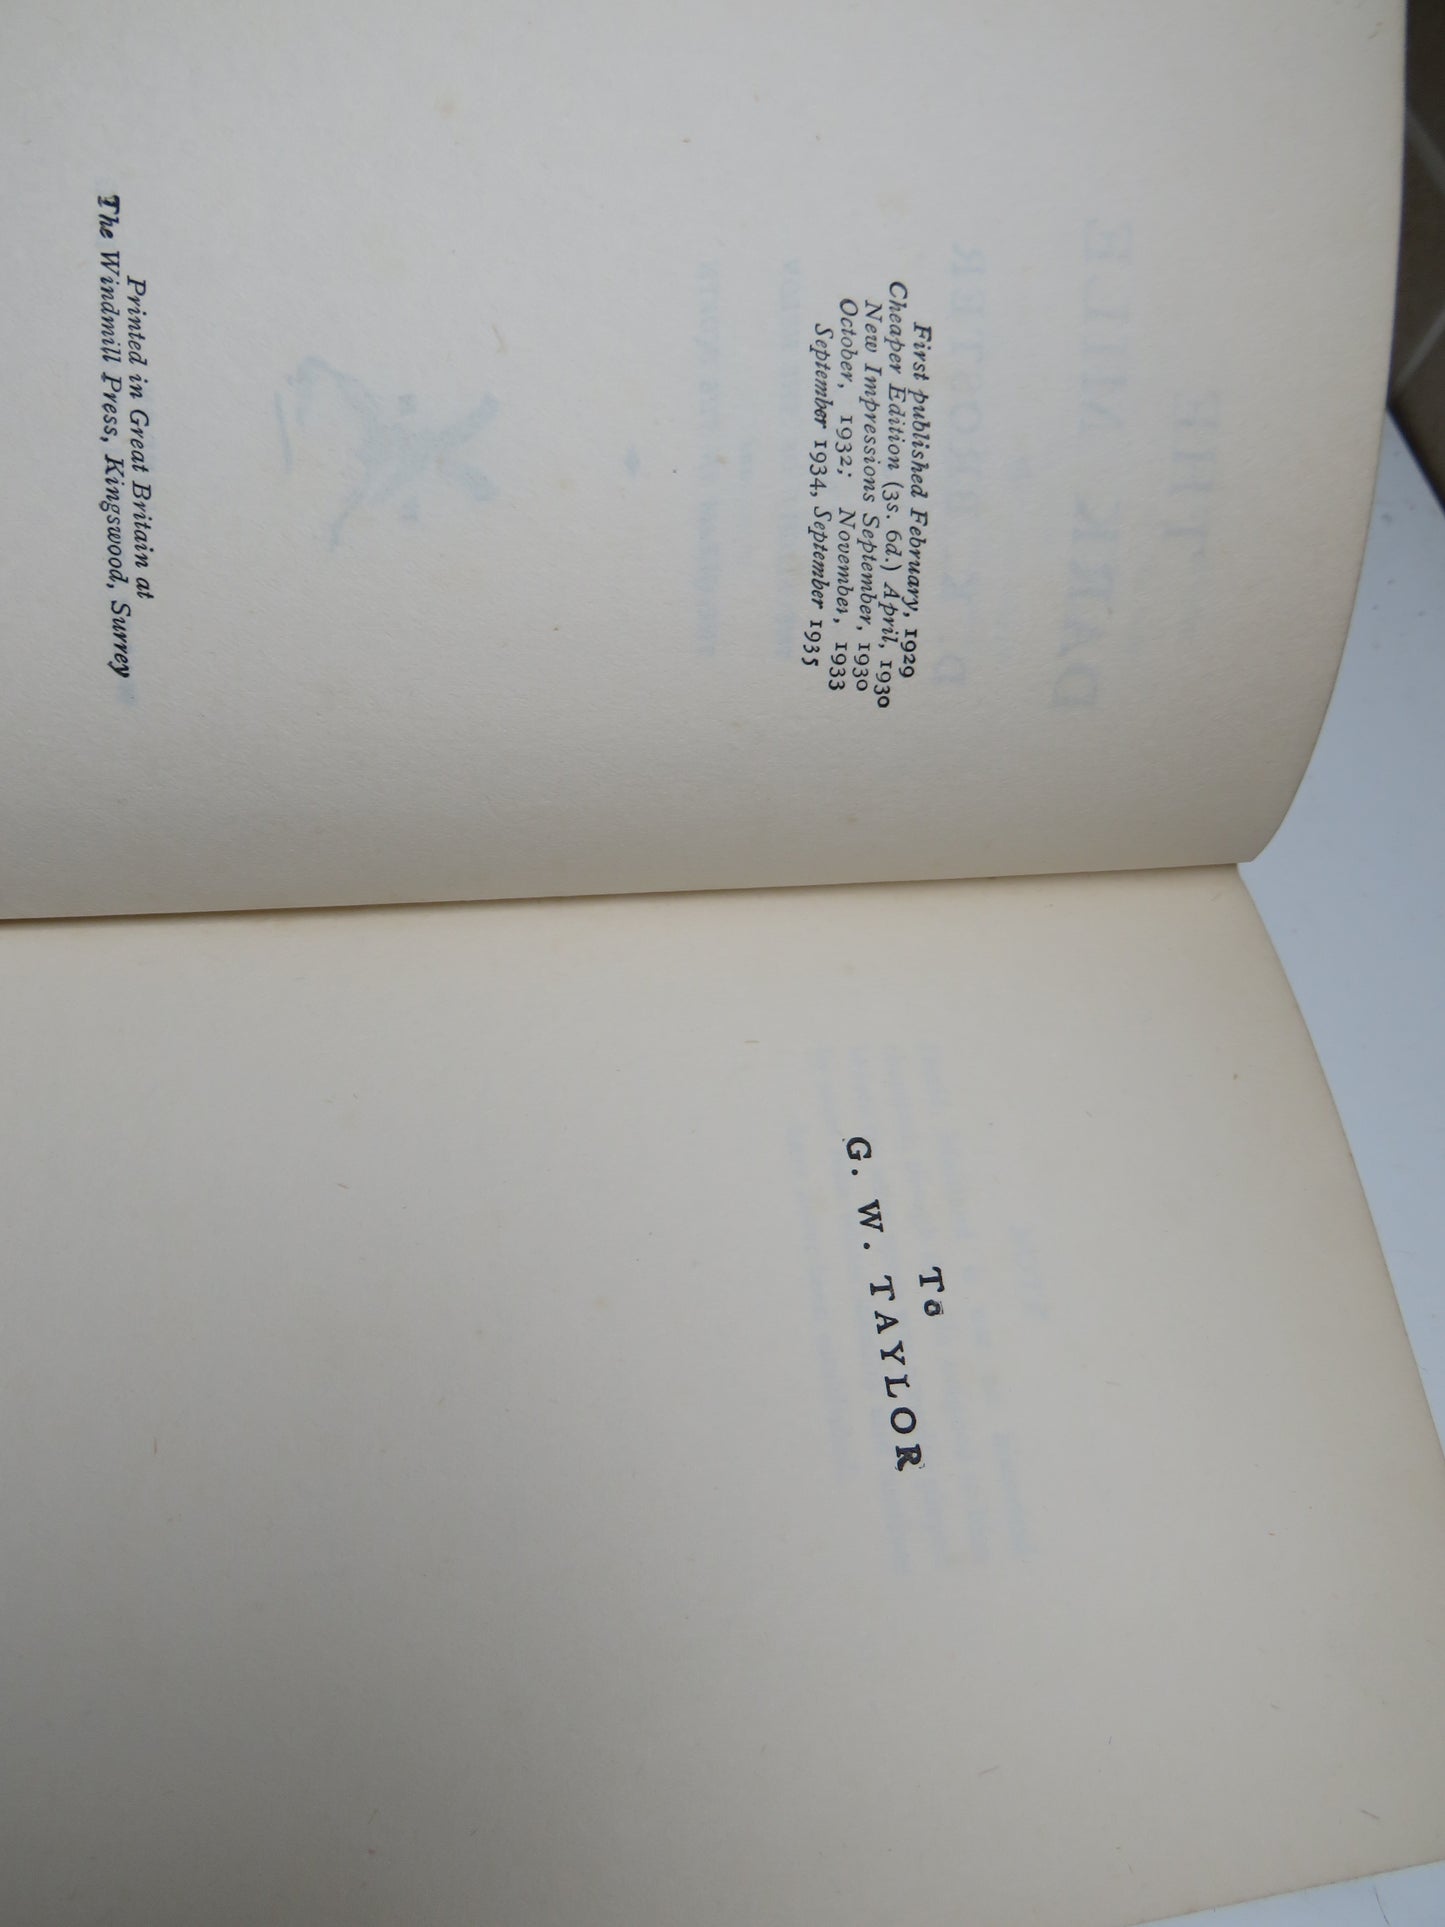 First published February, 1929
Cheaper Edition (3s. 6d.) April, 1930
New Impressions September, 1930
October, 1932; November, 1933
September 1934, September 1935
Printed in Great Britain at
The Windmill Press, Kingswood, Surrey
To
G. W. TAYLOR